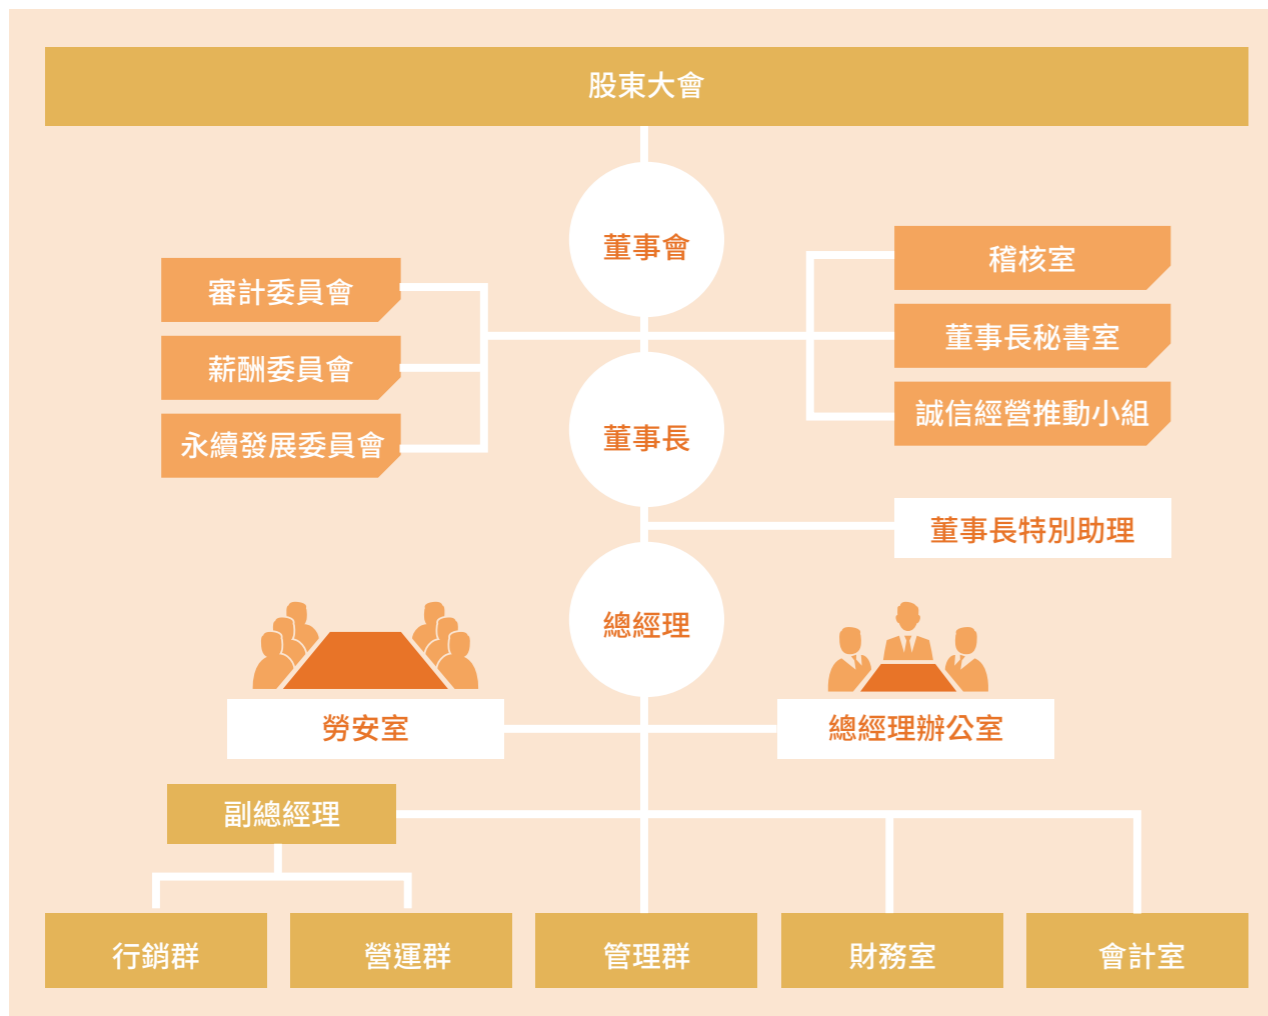 股東大會
董事會
審計委員會
薪酬委員會
永續發展委員會
稽核室
董事長秘書室
誠信經營推動小組
董事長
董事長特別助理
總經理
勞安室
總經理辦公室
副總經理
行銷群
營運群
管理群
財務室
會計室